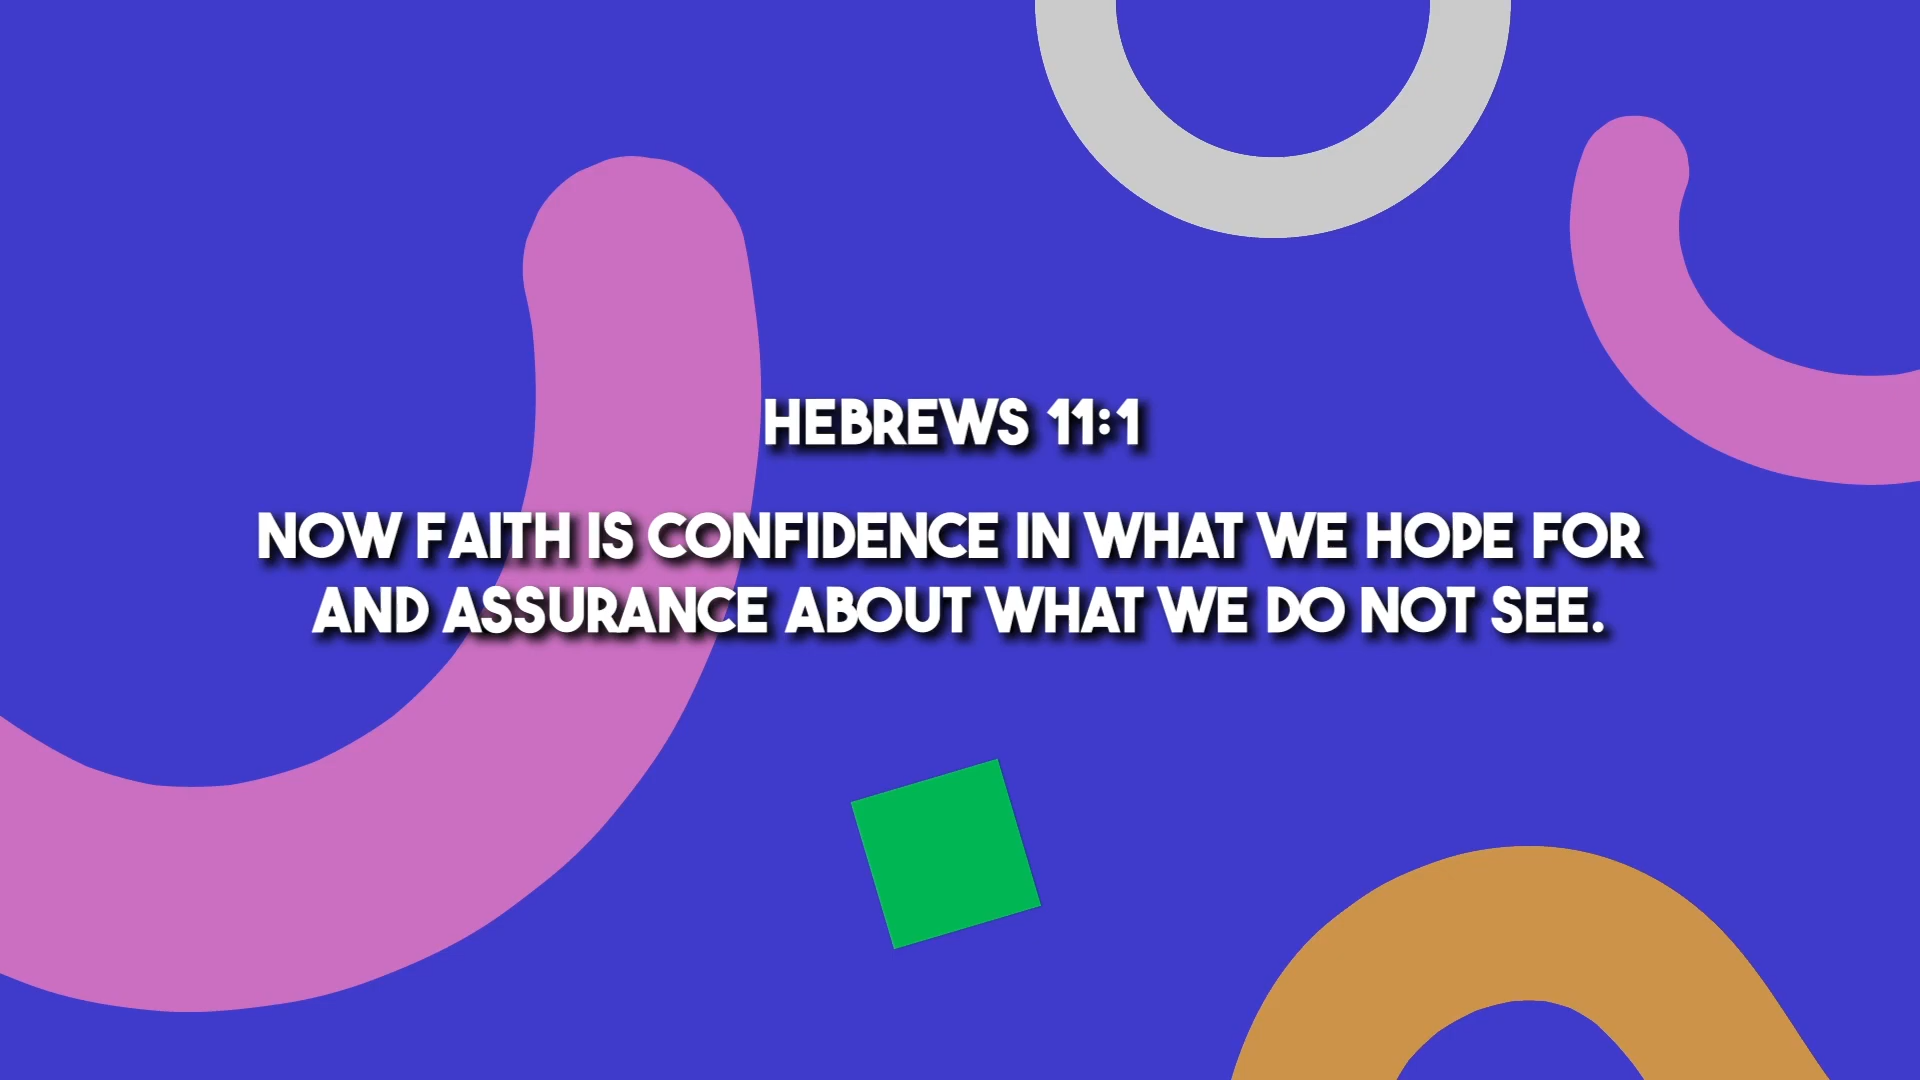 HEBREWS 11:1
NOW FAITH IS CONFIDENCE IN WHAT WE HOPE FOR
AND ASSURANCE ABOUT WHAT WE DO NOT SEE.